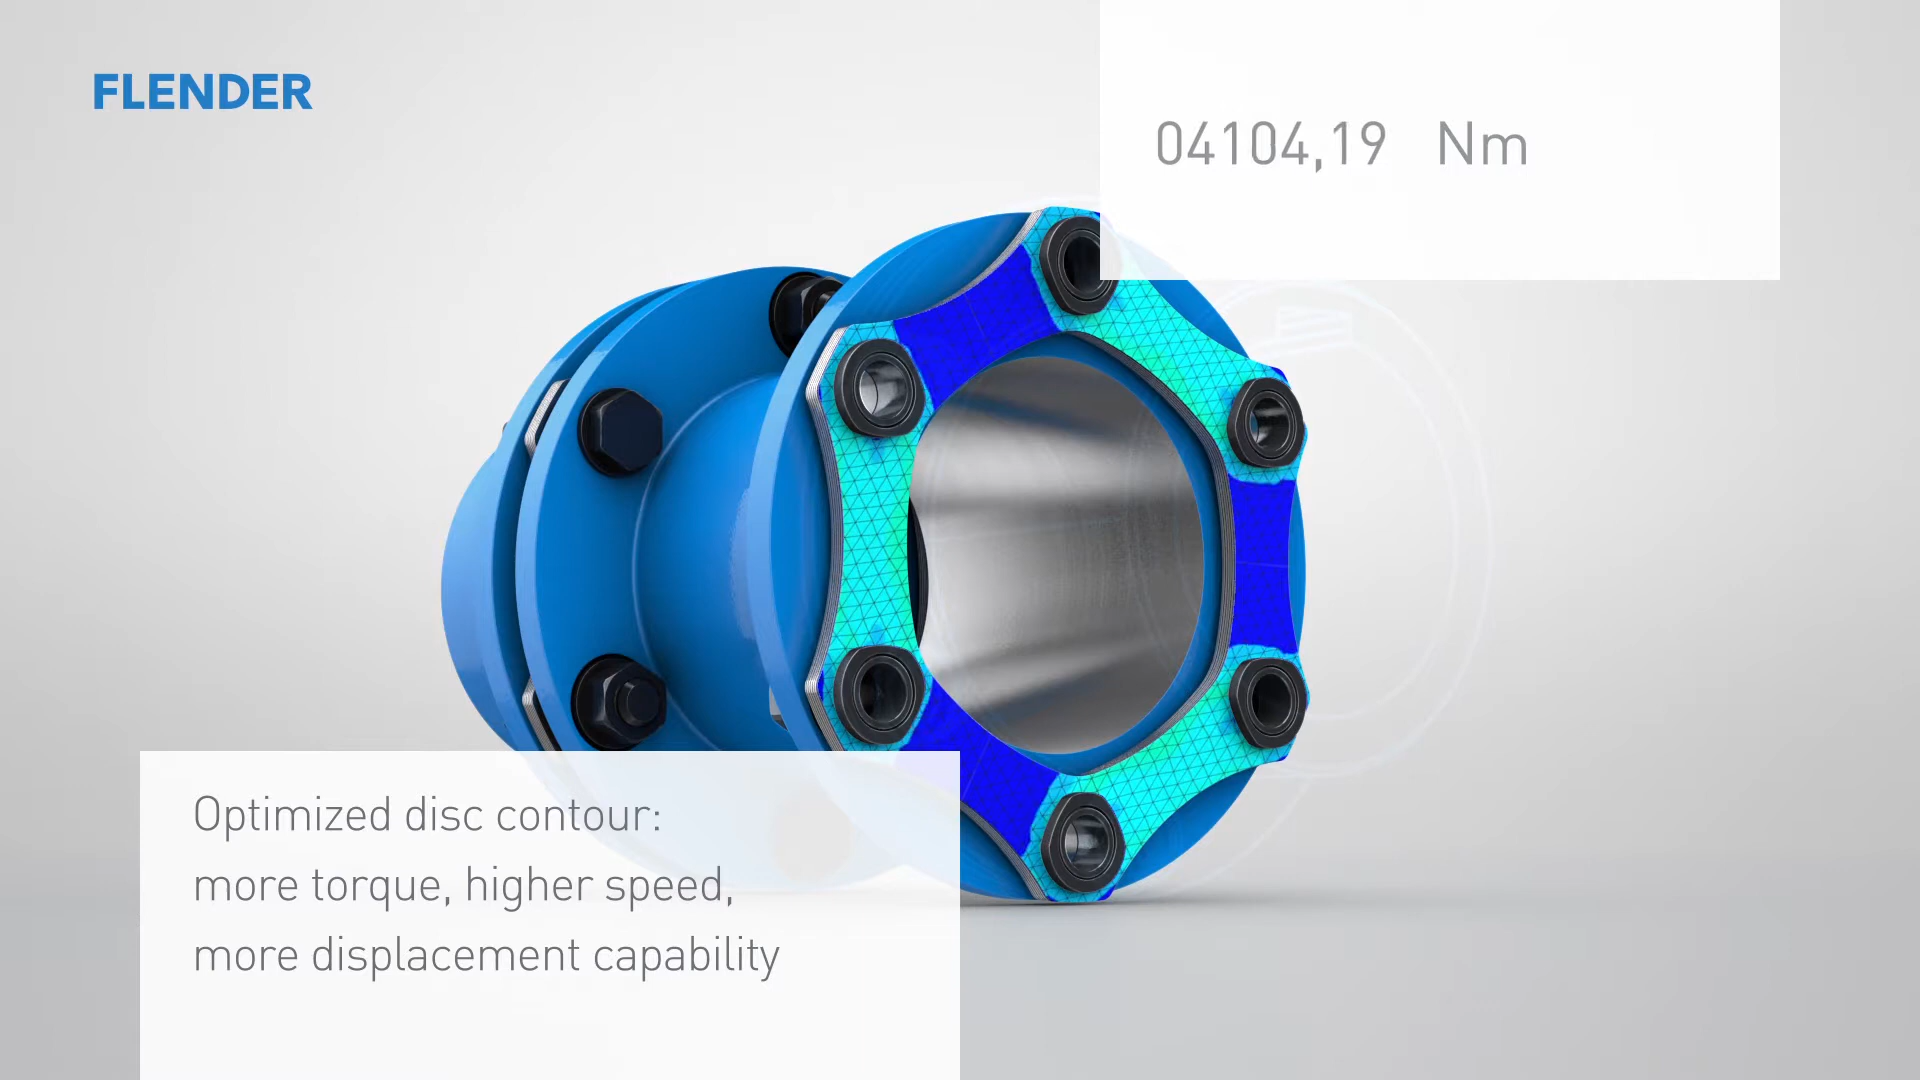 FLENDER
04104,19 Nm
Optimized disc contour:
more torque, higher speed,
more displacement capability